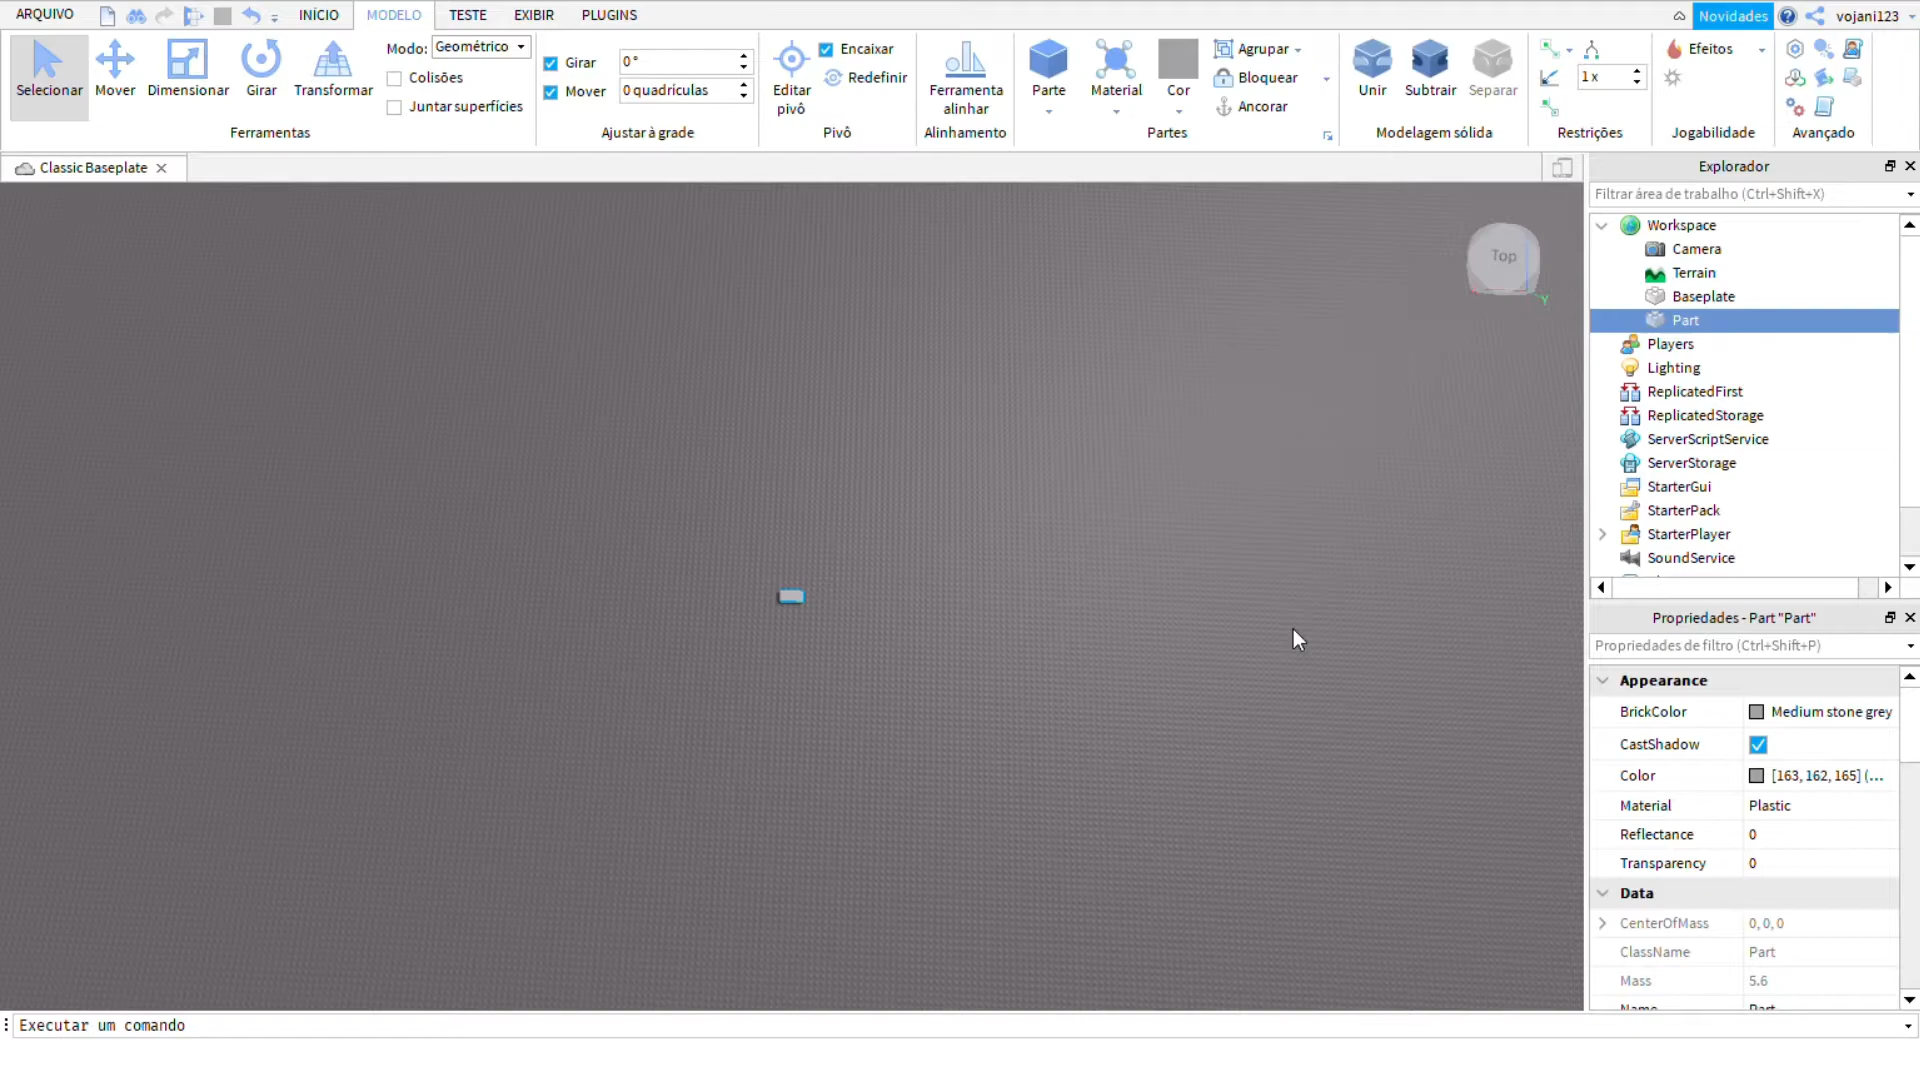 ARQUIVO INÍCIO MODELO TESTE EXIBIR PLUGINS Novidades vojani123
Selecionar Mover Dimensionar Girar Transformar
Modo: Geométrico
Colisões
Juntar superfícies
Ferramentas
Girar 0°
Mover 0 quadrículas
Ajustar à grade
Editar pivô
Encaixar
Redefinir
Pivô
Ferramenta alinhar
Alinhamento
Parte Material Cor
Agrupar
Bloquear
Ancorar
Partes
Unir Subtrair Separar
Modelagem sólida
1 x
Restrições
Efeitos
Jogabilidade
Avançado
Classic Baseplate
Top
Y
Explorador
Filtrar área de trabalho (Ctrl+Shift+X)
Workspace
Camera
Terrain
Baseplate
Part
Players
Lighting
ReplicatedFirst
ReplicatedStorage
ServerScriptService
ServerStorage
StarterGui
StarterPack
StarterPlayer
SoundService
Propriedades - Part "Part"
Propriedades de filtro (Ctrl+Shift+P)
Appearance
BrickColor Medium stone grey
CastShadow
Color [163, 162, 165] (...
Material Plastic
Reflectance 0
Transparency 0
Data
CenterOfMass 0, 0, 0
ClassName Part
Mass 5.6
Name Part
Executar um comando